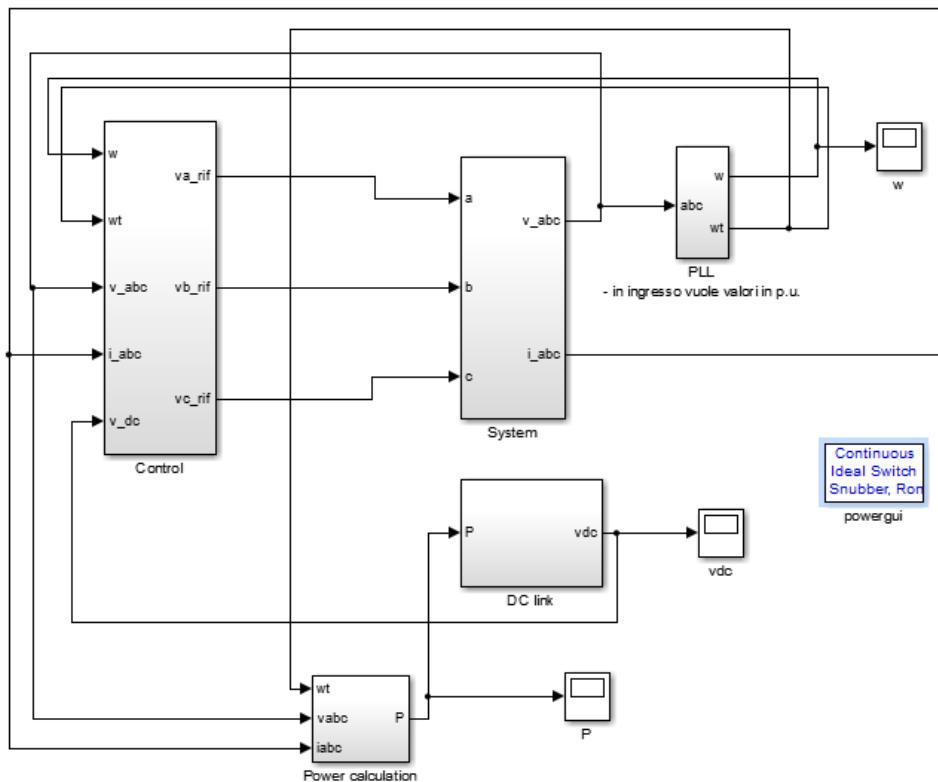 w
wt
v_abc
i_abc
v_dc
va_rif
vb_rif
vc_rif
Control
a
b
c
v_abc
i_abc
System
abc
w
wt
PLL
- in ingresso vuole valori in p.u.
w
Continuous
Ideal Switch
Snubber, Ron
powergui
P
vdc
DC link
vdc
wt
vabc
iabc
P
Power calculation
P